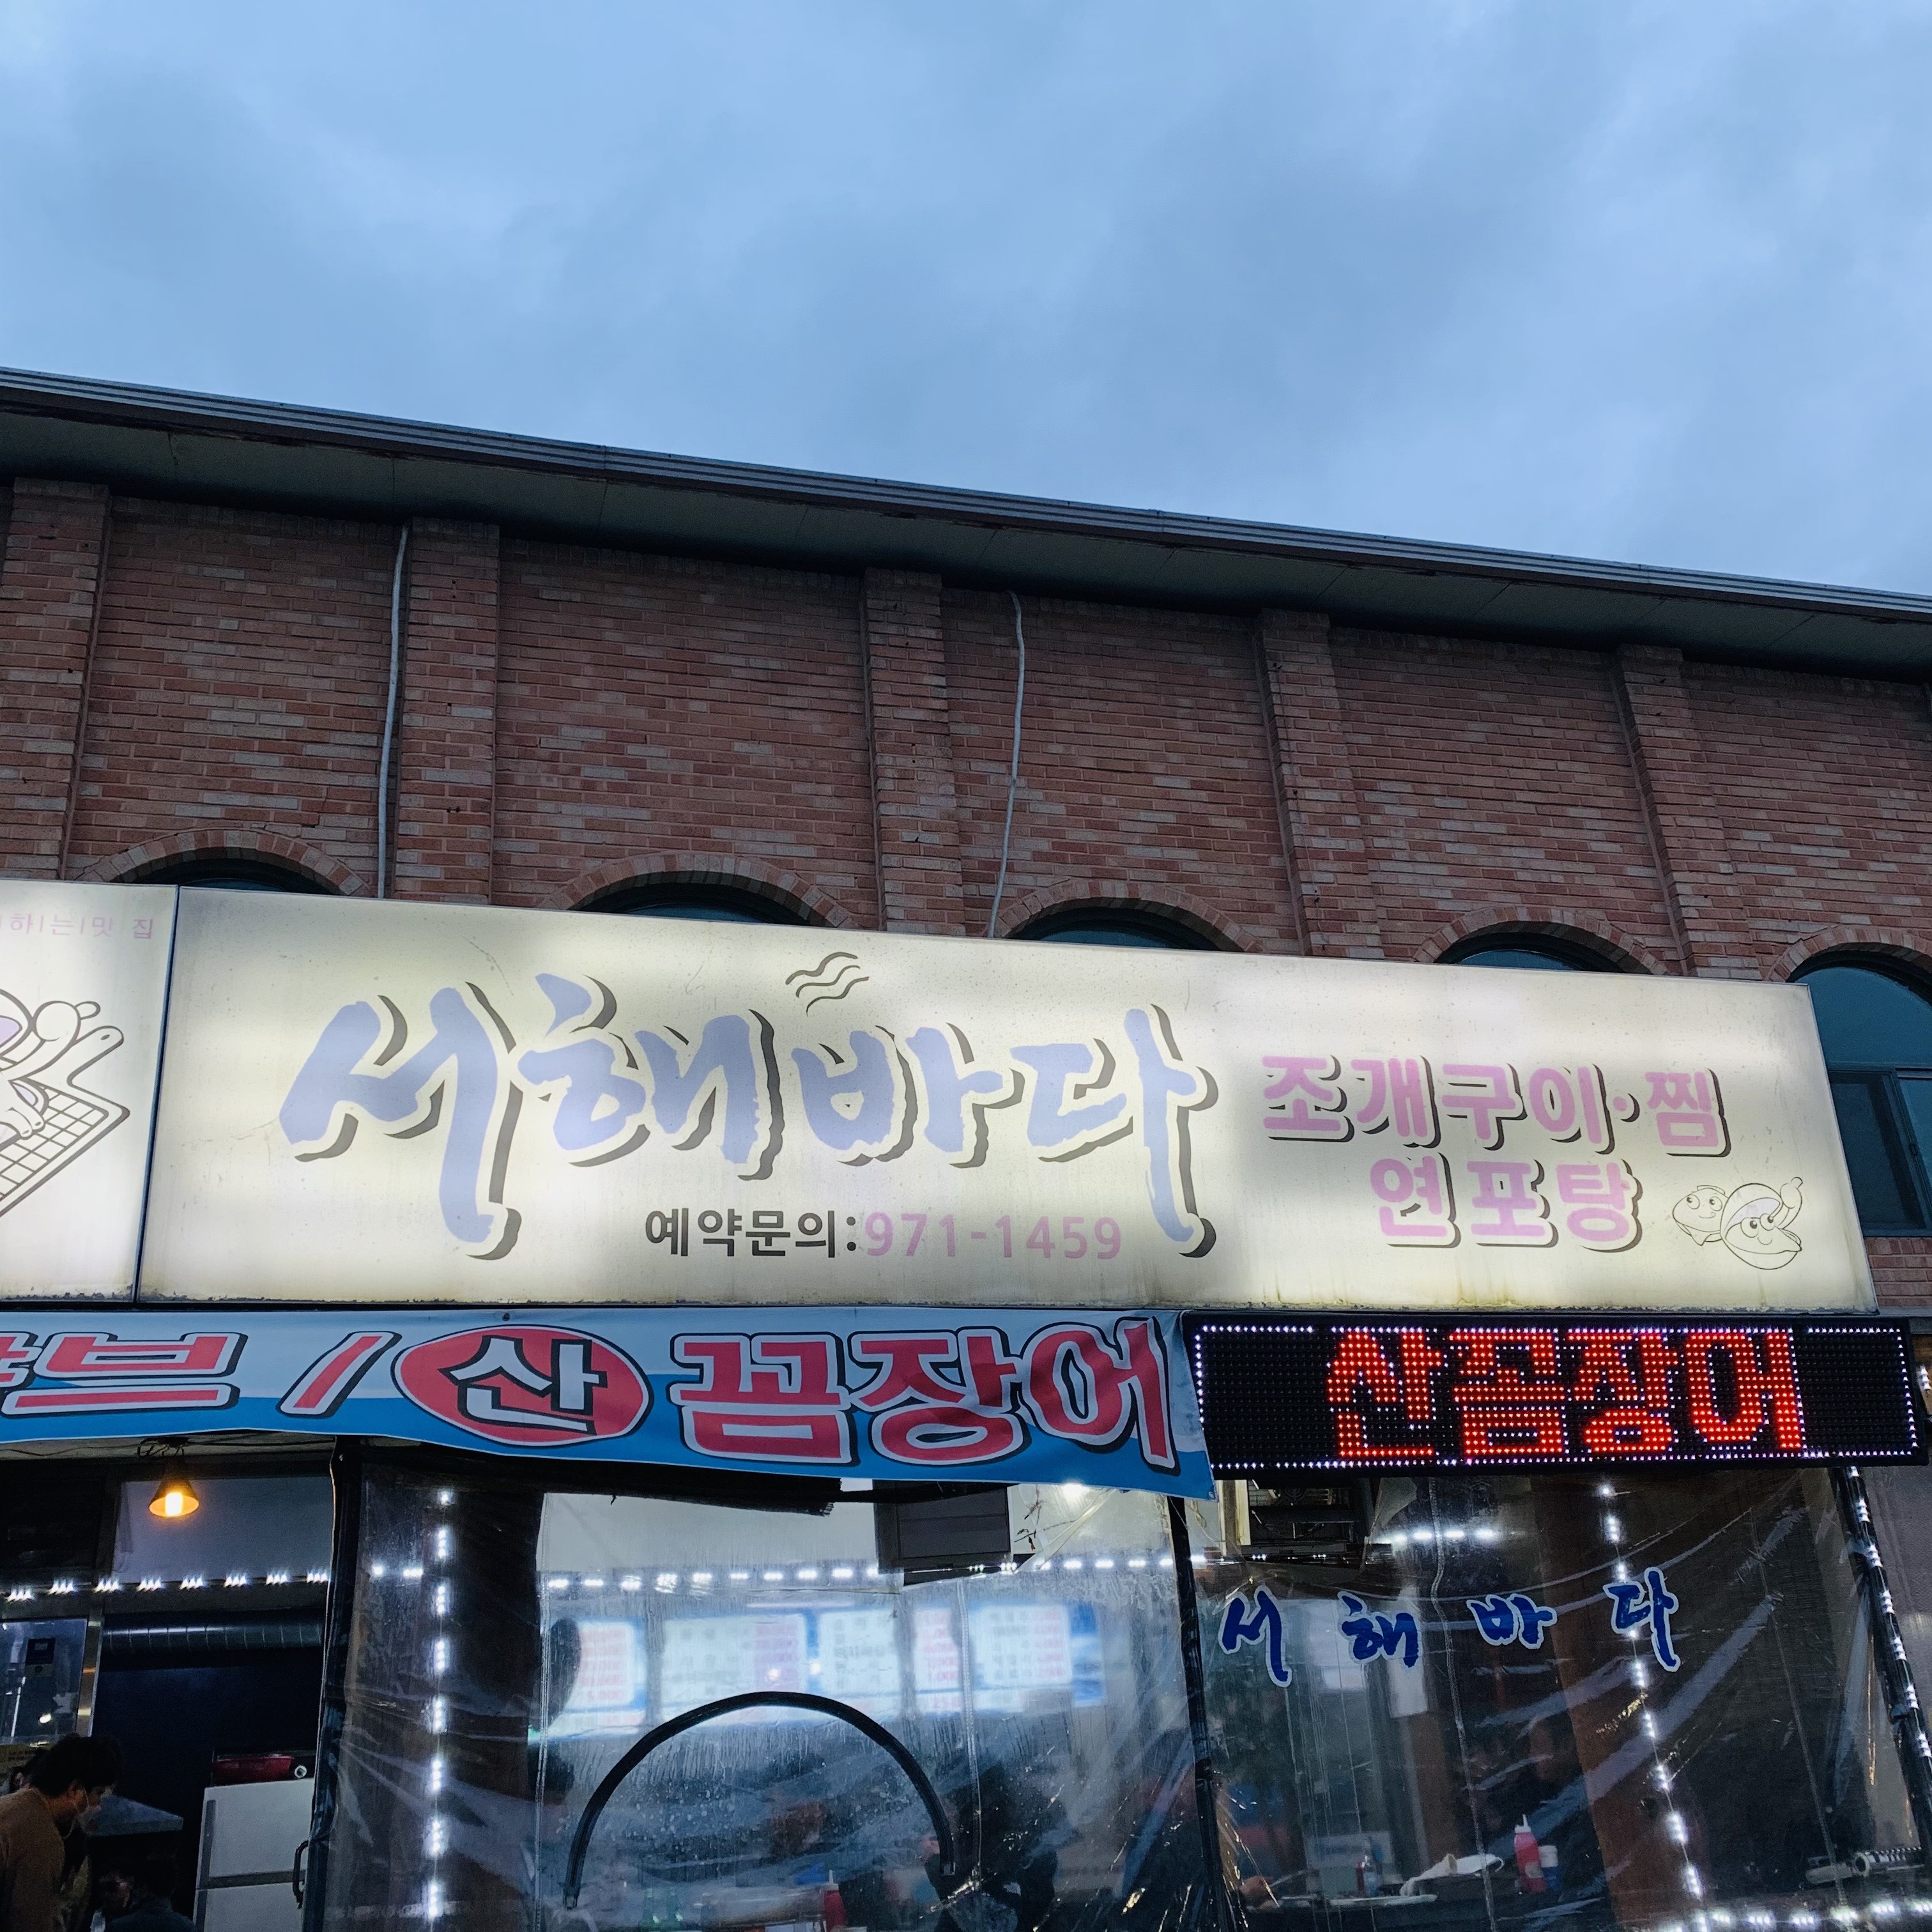 하|는|맛 집
서해바다
조개구이·찜
연포탕
예약문의:971-1459
브 / 산 꼼장어
산꼼장어
서 해 바 다